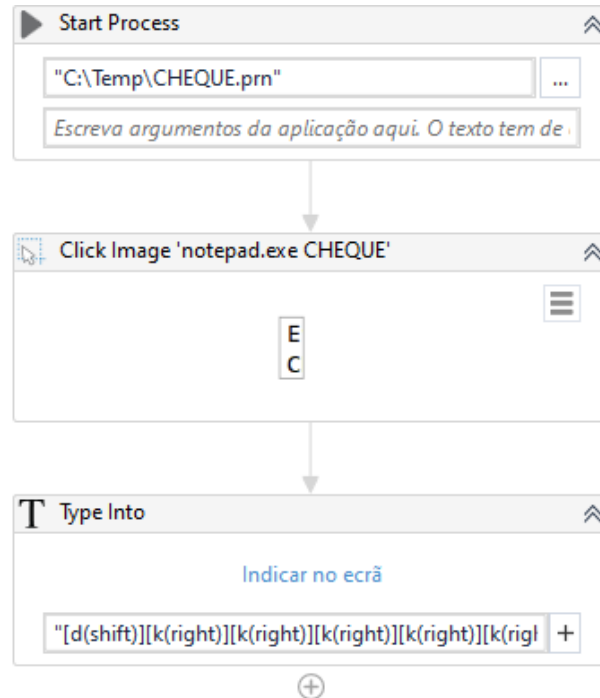 Start Process
"C:\Temp\CHEQUE.prn"
...
Escreva argumentos da aplicação aqui. O texto tem de
Click Image 'notepad.exe CHEQUE'
E
C
T Type Into
Indicar no ecrã
"[d(shift)][k(right)][k(right)][k(right)][k(right)][k(righ +